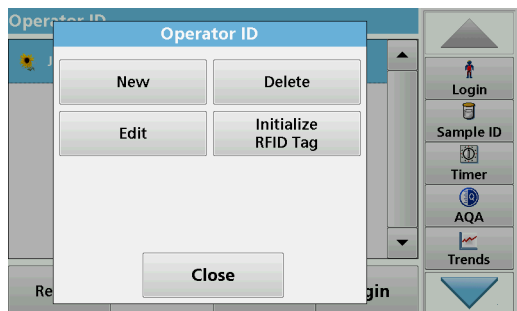 Operator ID
Operator ID
J
New
Delete
Edit
Initialize
RFID Tag
Close
Re
gin
Login
Sample ID
Timer
AQA
Trends